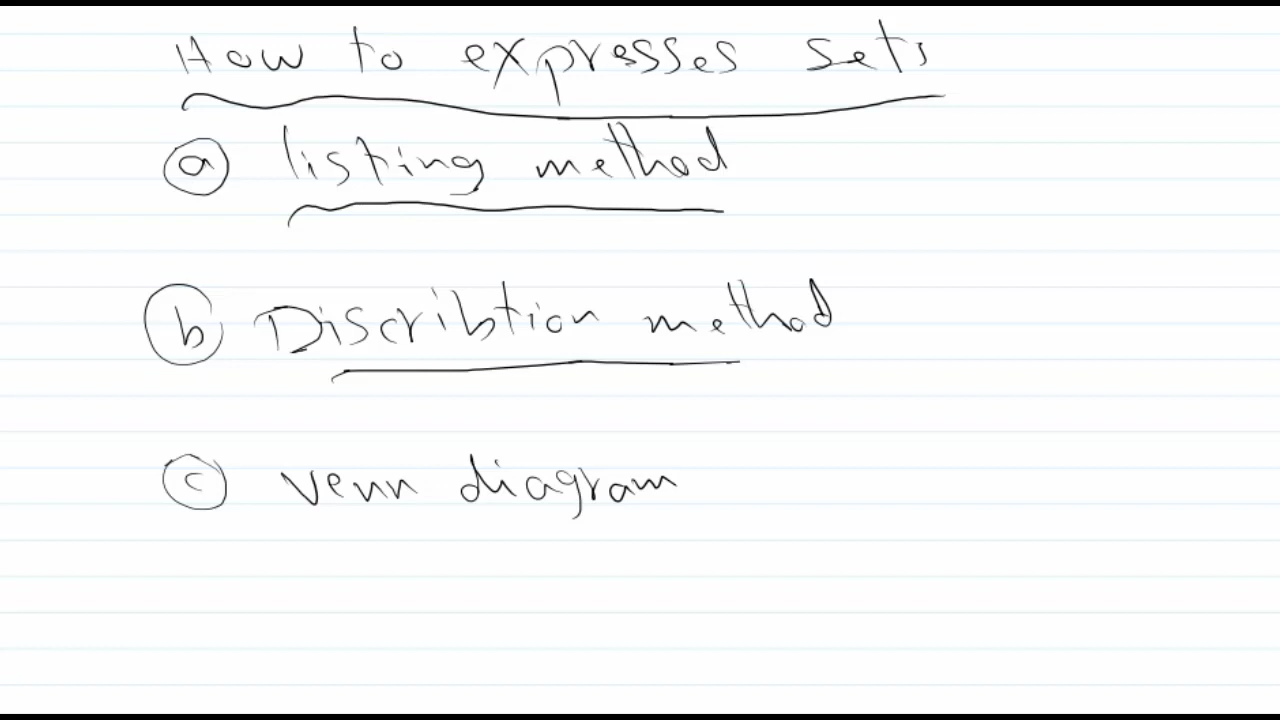 How to expresses sets
a listing method
b Discribtion method
c venn diagram